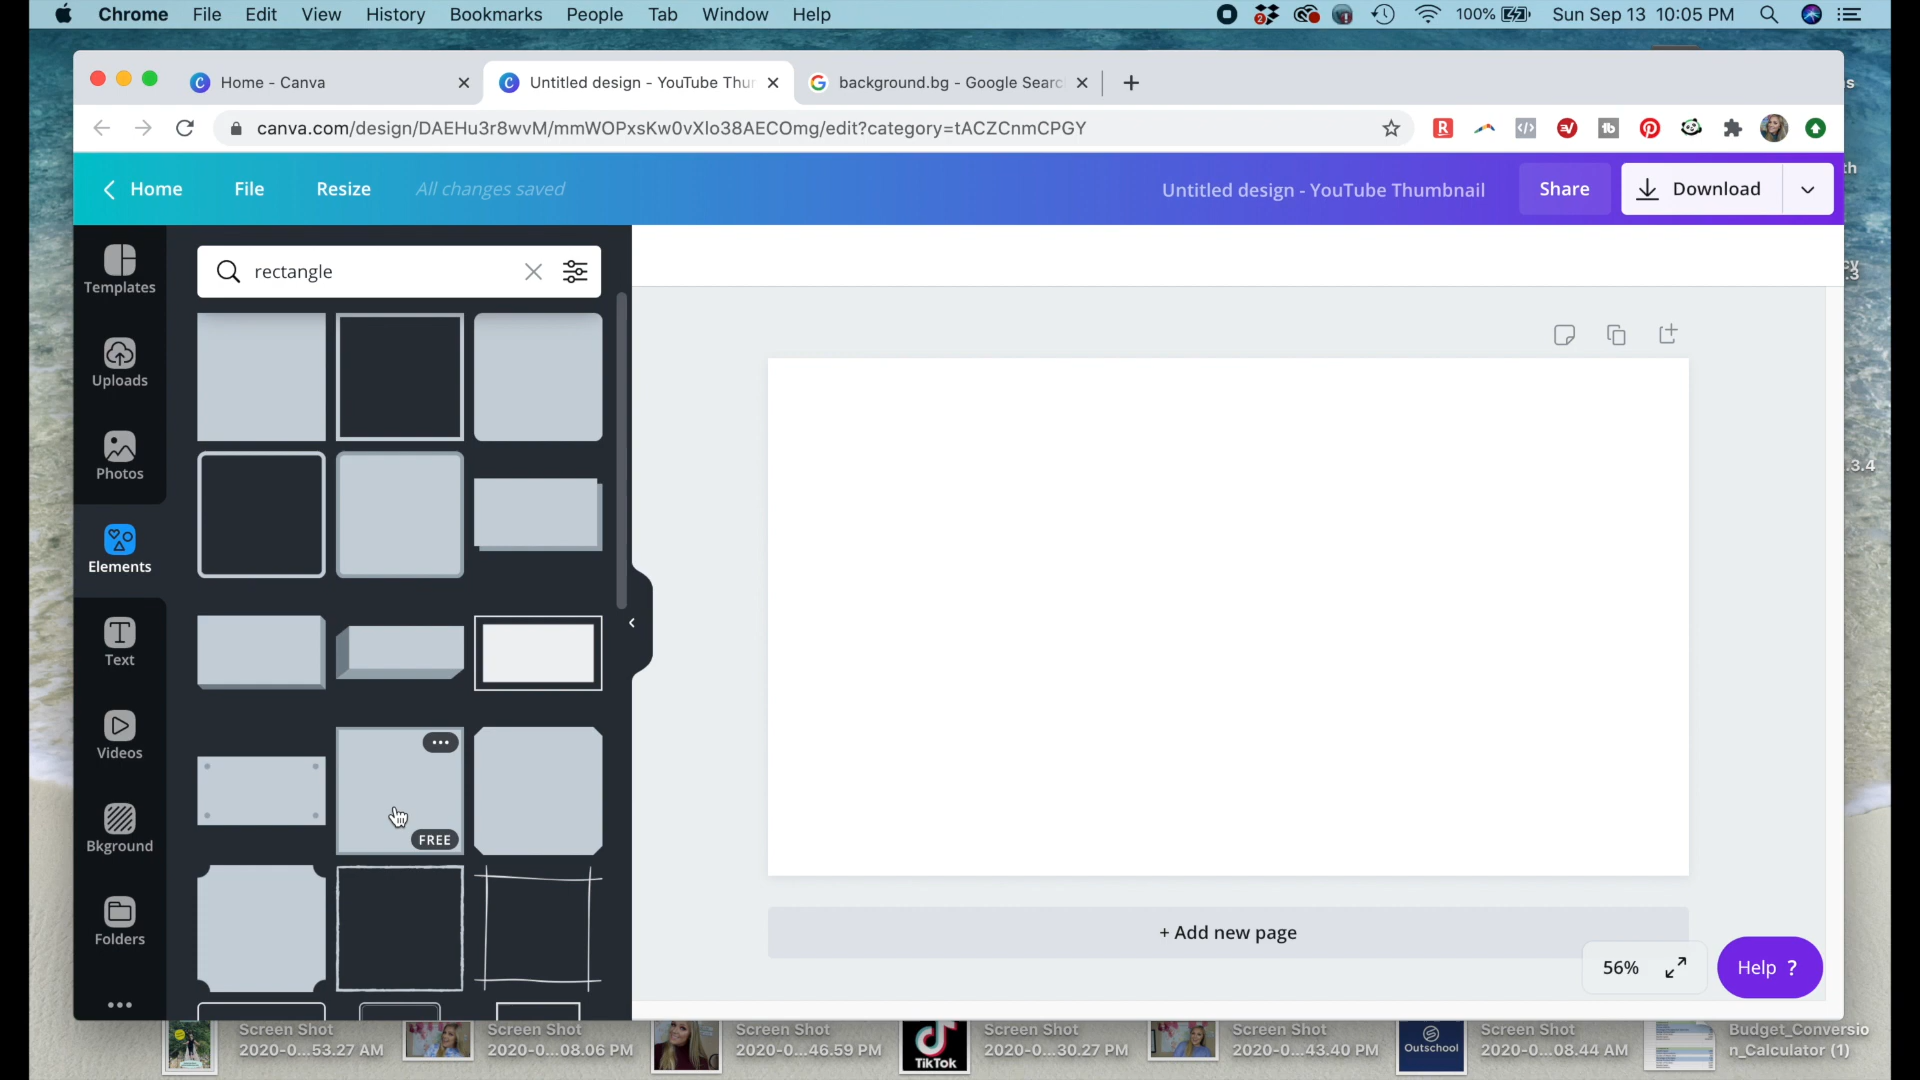 Chrome File Edit View History Bookmarks People Tab Window Help 2 100% Sun Sep 13 10:05 PM
Home - Canva Untitled design - YouTube Thu background.bg - Google Searc
canva.com/design/DAEHu3r8wvM/mmWOPxsKw0vXlo38AECOmg/edit?category=tACZCnmCPGY
Home File Resize All changes saved Untitled design - YouTube Thumbnail Share Download
rectangle
Templates
Uploads
Photos
Elements
Text
Videos
Bkground
Folders
FREE
+ Add new page
56%
Help ?
.3.4
Screen Shot
2020-0...53.27 AM
Screen Shot
2020-0...08.06 PM
Screen Shot
2020-0...46.59 PM
TikTok
Screen Shot
2020-0...30.27 PM
Screen Shot
2020-0...43.40 PM
Outschool
Screen Shot
2020-0...08.44 AM
Budget_Conversio
n_Calculator (1)